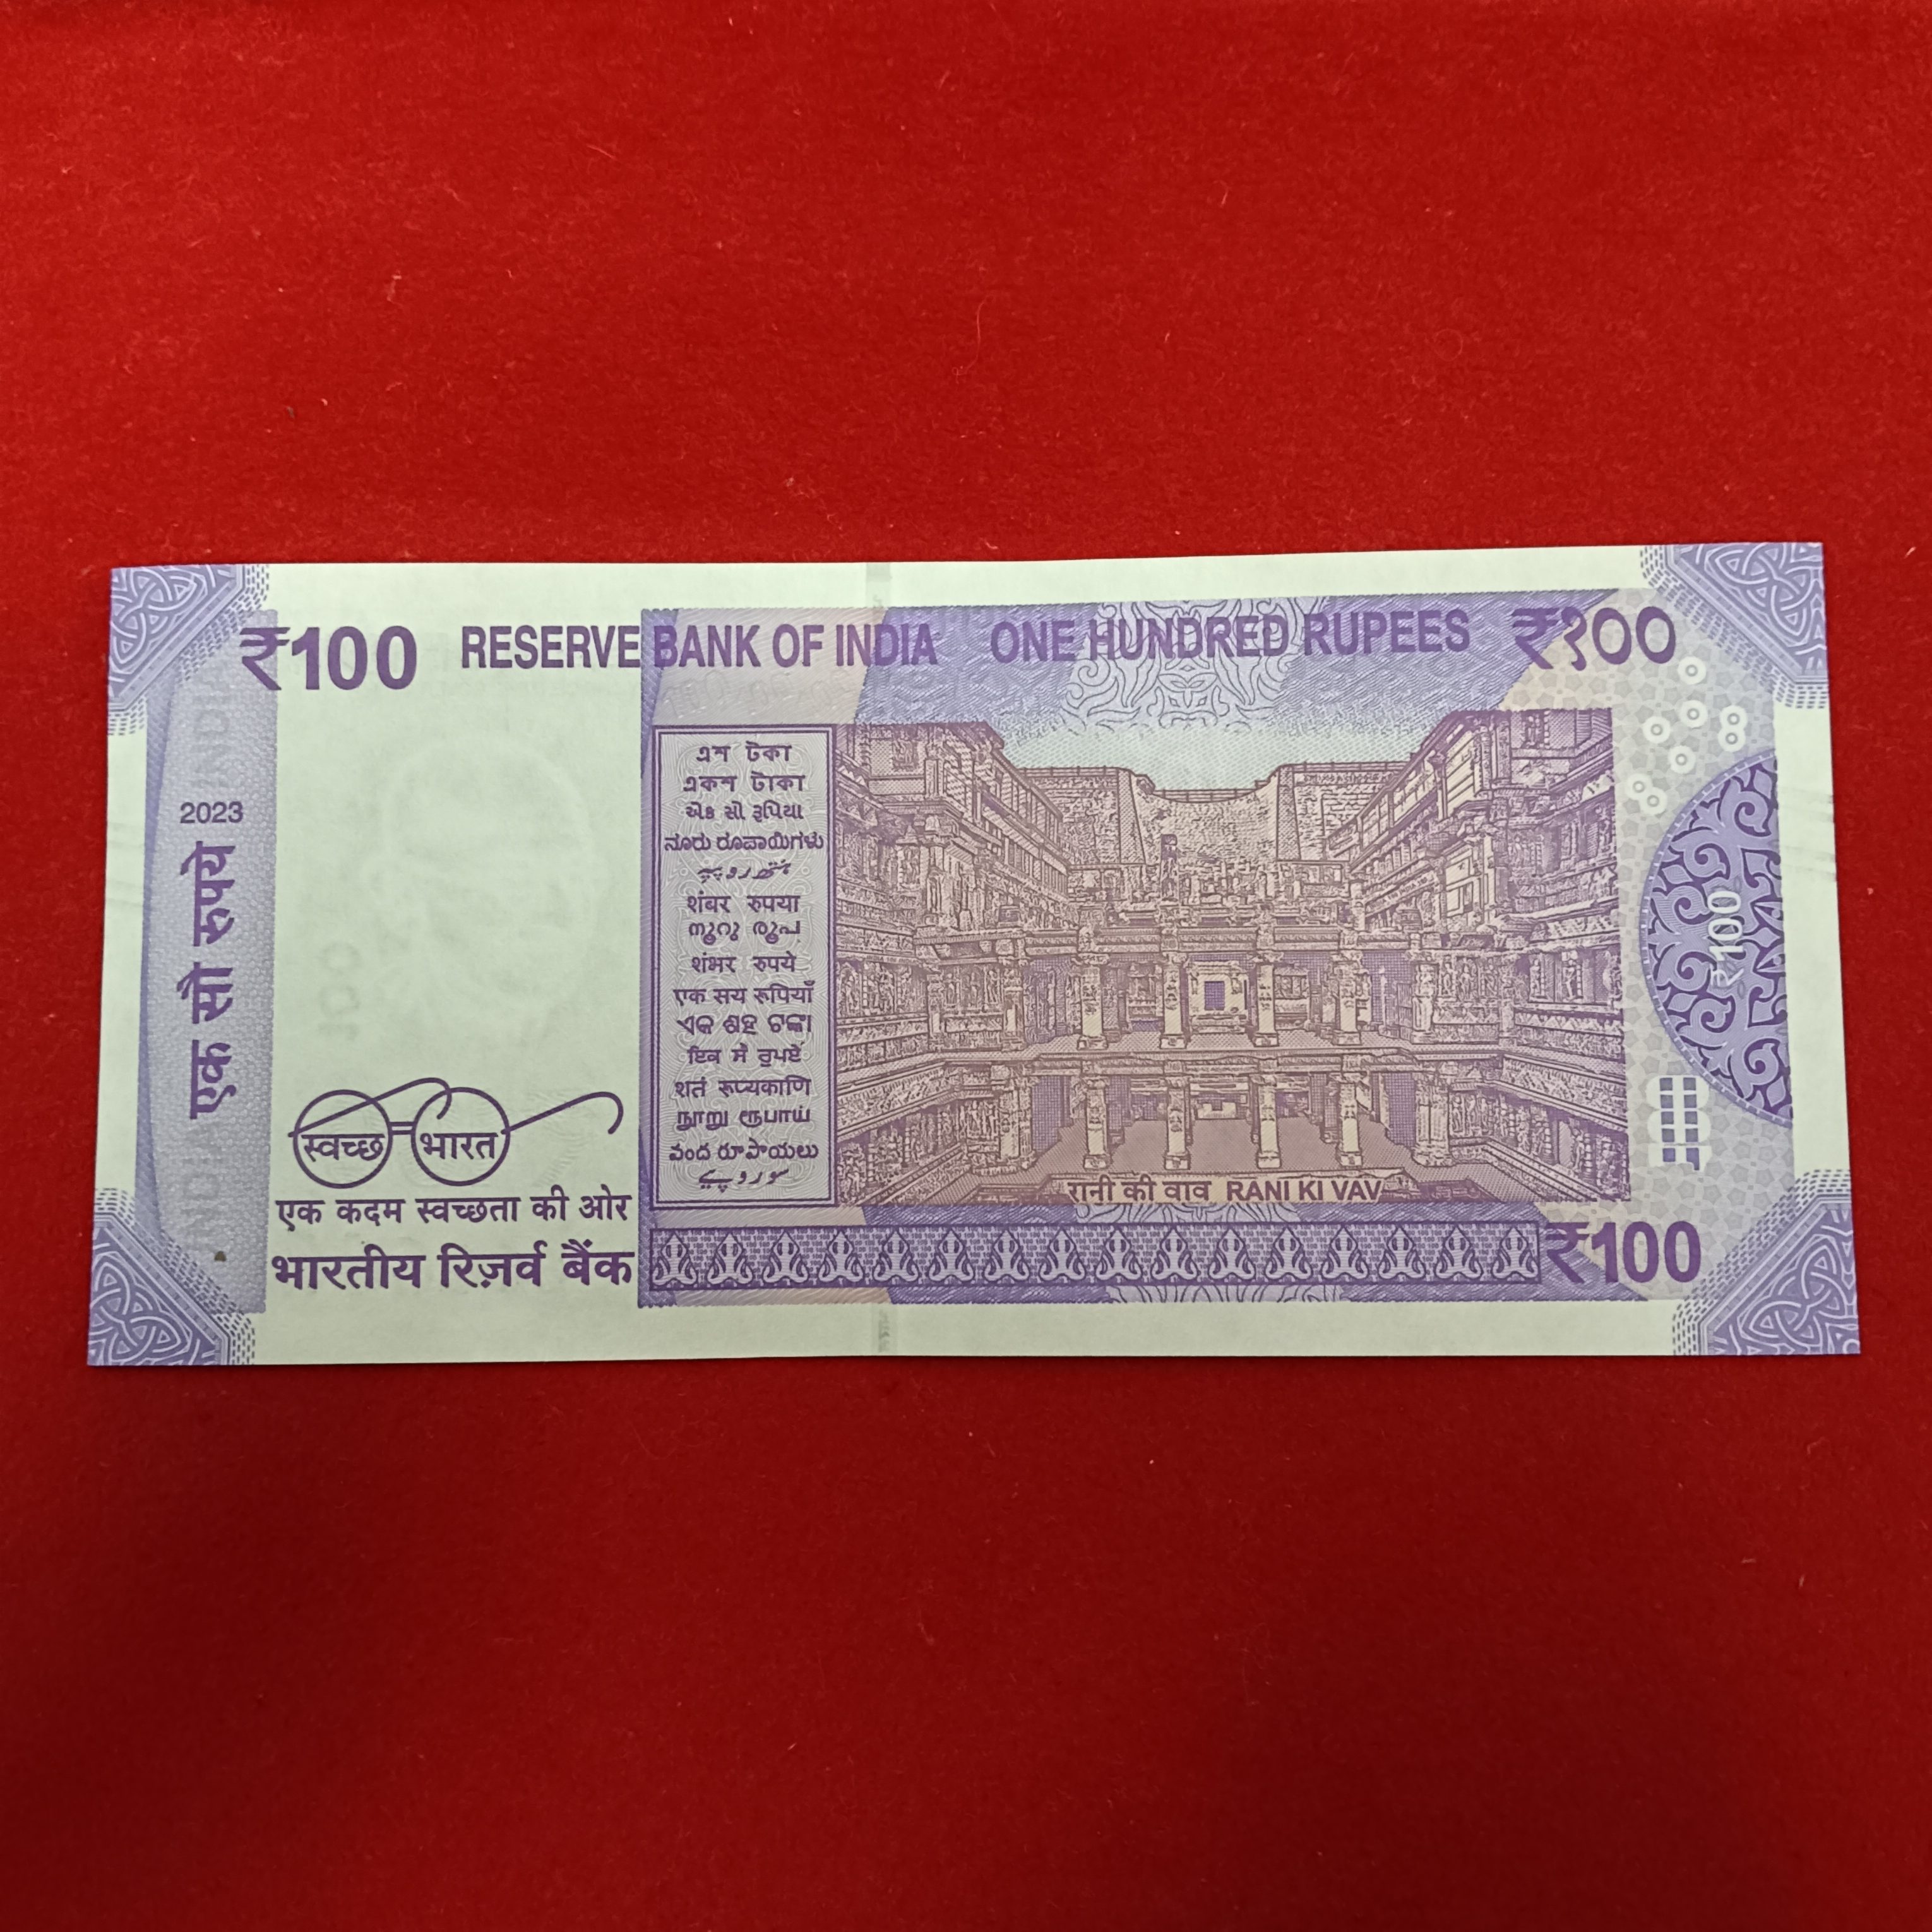 ₹100 RESERVE BANK OF INDIA ONE HUNDRED RUPEES ₹१००
2023
एक सौ रुपये
এশ টকা
একশ টাকা
એક સો રૂપિયા
ನೂರು ರೂಪಾಯಿಗಳು
شंबर रुपया
നൂറു രൂപ
शंभर रुपये
एक सय रूपियाँ
ଏକ ଶହ ଟଙ୍କା
ਇਕ ਸੌ ਰੁਪਏ
शतं रूप्यकाणि
நூறு ரூபாய்
వంద రూపాయలు
سو روپیے
रानी की वाव RANI KI VAV
₹100
स्वच्छ भारत
एक कदम स्वच्छता की ओर
भारतीय रिज़र्व बैंक
₹100